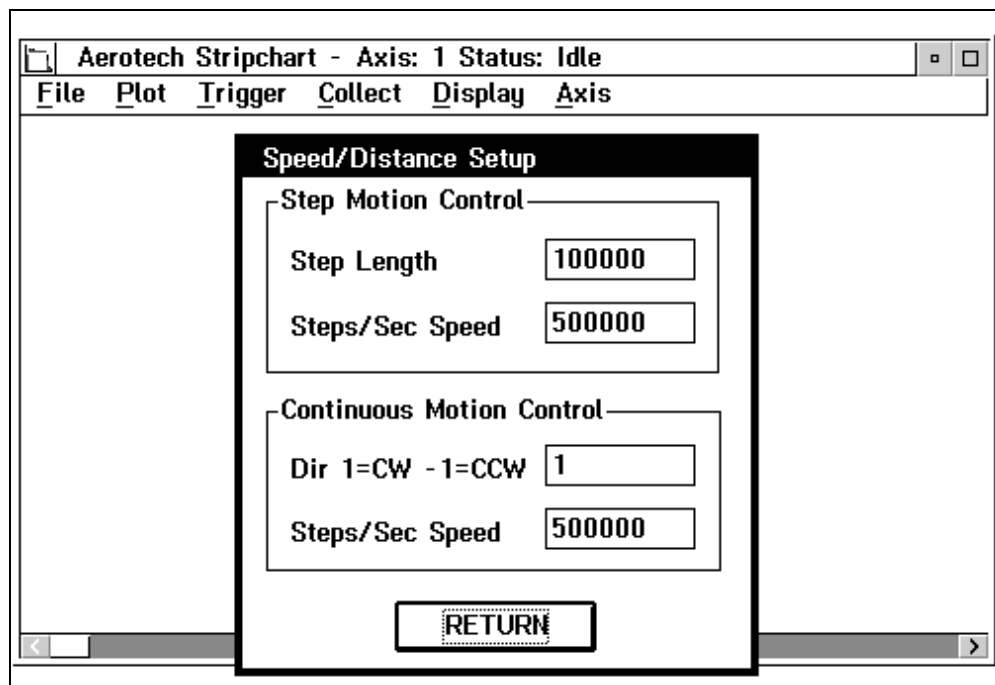 Aerotech Stripchart - Axis: 1 Status: Idle
File Plot Trigger Collect Display Axis
Speed/Distance Setup
Step Motion Control
Step Length 100000
Steps/Sec Speed 500000
Continuous Motion Control
Dir 1=CW -1=CCW 1
Steps/Sec Speed 500000
RETURN